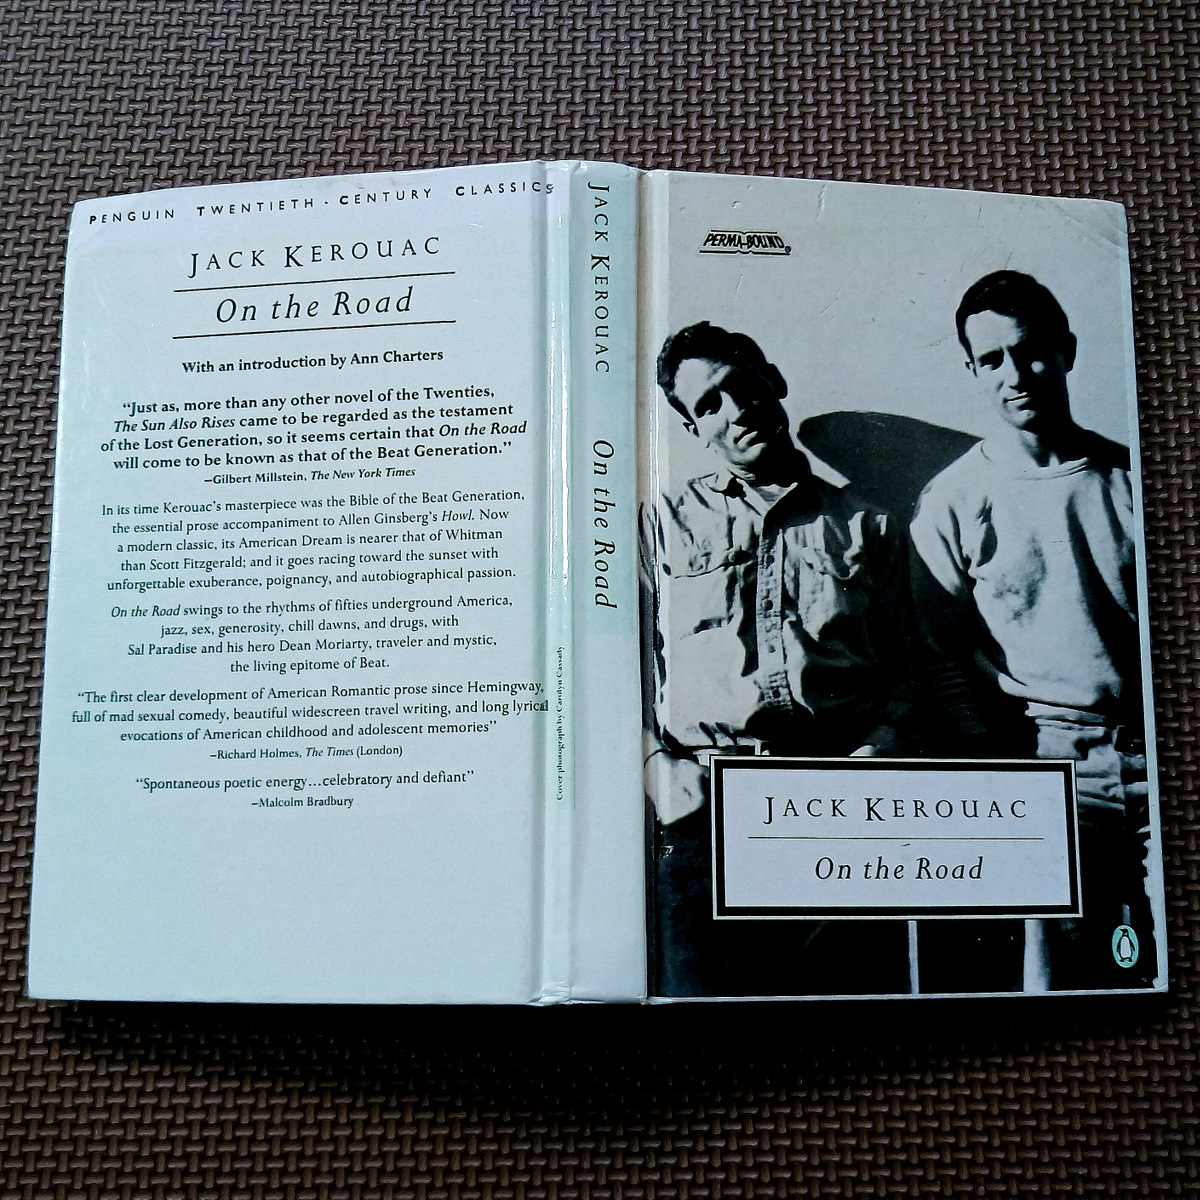 PENGUIN TWENTIETH · CENTURY CLASSICS
JACK KEROUAC
On the Road
With an introduction by Ann Charters
“Just as, more than any other novel of the Twenties,
The Sun Also Rises came to be regarded as the testament
of the Lost Generation, so it seems certain that On the Road
will come to be known as that of the Beat Generation.”
–Gilbert Millstein, The New York Times
In its time Kerouac’s masterpiece was the Bible of the Beat Generation,
the essential prose accompaniment to Allen Ginsberg’s Howl. Now
a modern classic, its American Dream is nearer that of Whitman
than Scott Fitzgerald; and it goes racing toward the sunset with
unforgettable exuberance, poignancy, and autobiographical passion.
On the Road swings to the rhythms of fifties underground America,
jazz, sex, generosity, chill dawns, and drugs, with
Sal Paradise and his hero Dean Moriarty, traveler and mystic,
the living epitome of Beat.
“The first clear development of American Romantic prose since Hemingway,
full of mad sexual comedy, beautiful widescreen travel writing, and long lyrical
evocations of American childhood and adolescent memories”
–Richard Holmes, The Times (London)
“Spontaneous poetic energy…celebratory and defiant”
–Malcolm Bradbury
Cover photograph by Carolyn Cassady
JACK KEROUAC
On the Road
PERMA-BOUND®
JACK KEROUAC
On the Road